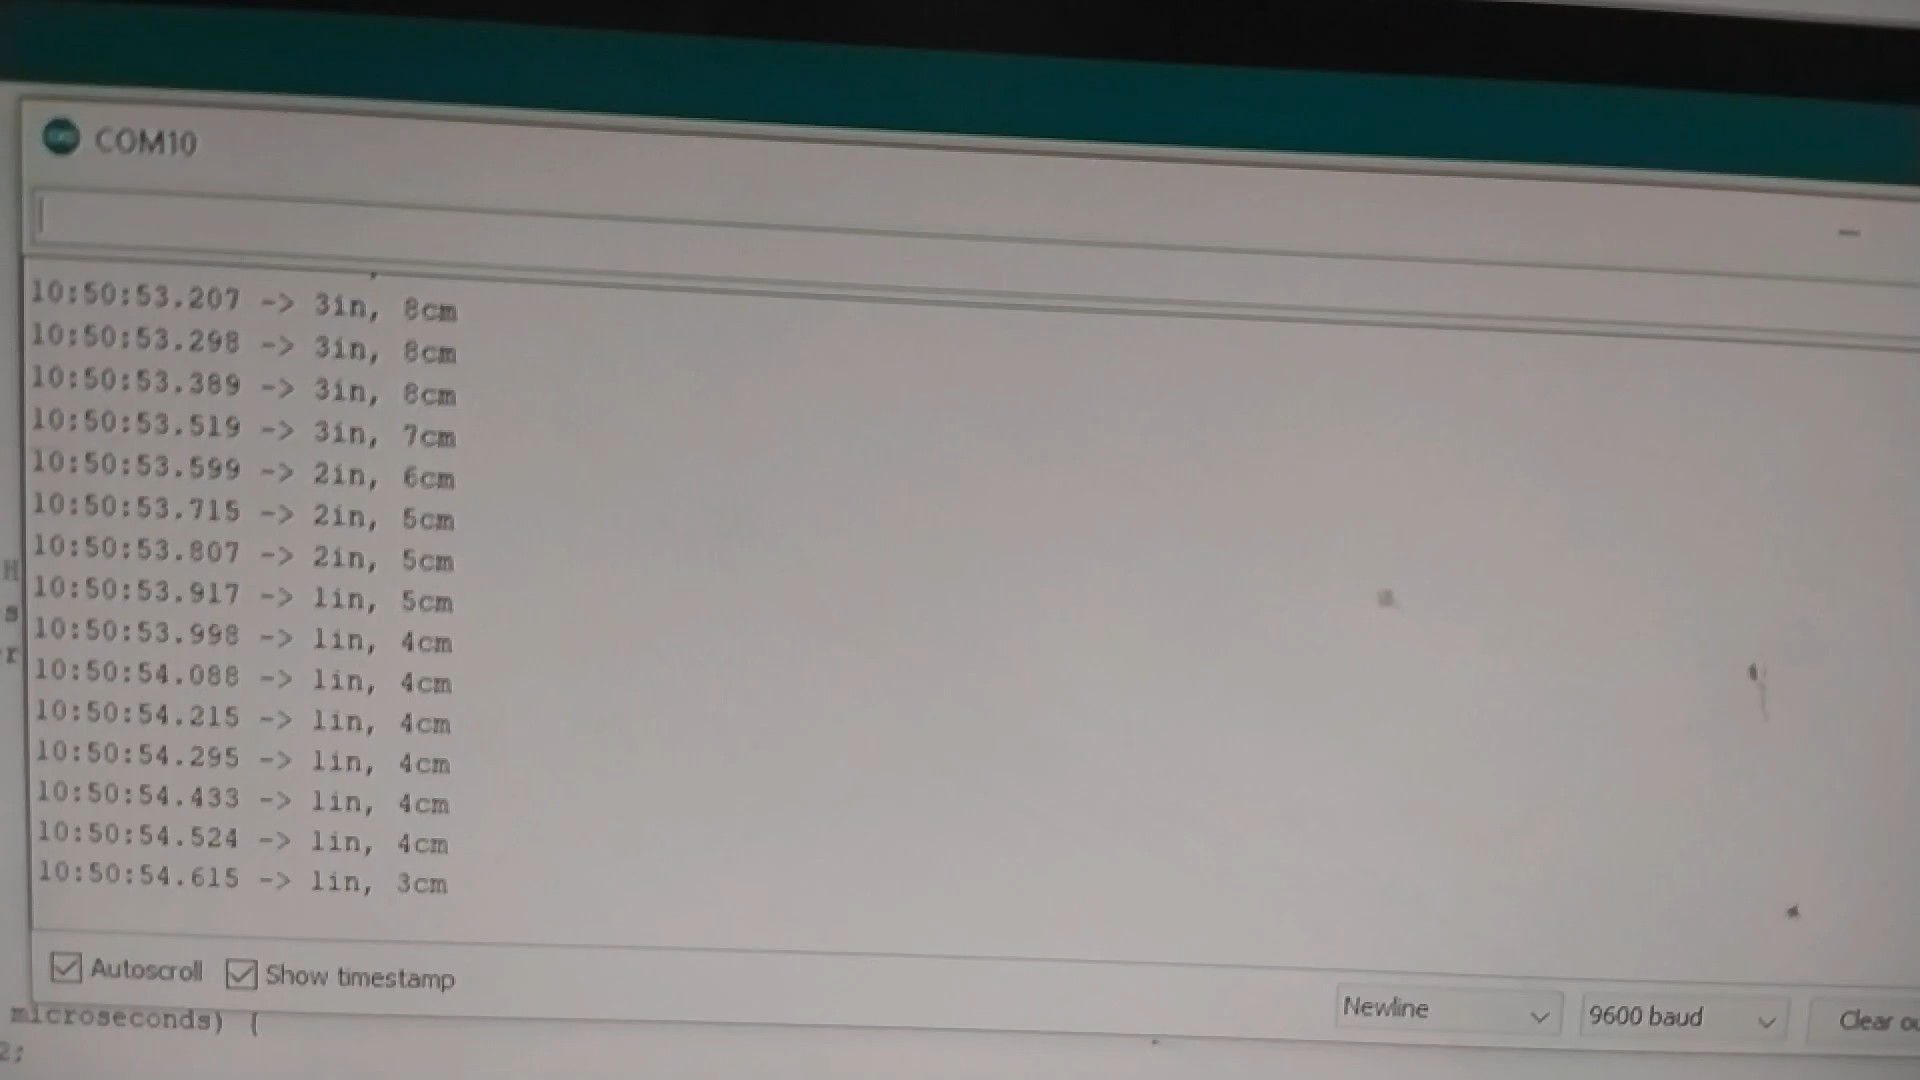 COM10
10:50:53.207 -> 3in, 8cm
10:50:53.298 -> 3in, 8cm
10:50:53.389 -> 3in, 8cm
10:50:53.519 -> 3in, 7cm
10:50:53.599 -> 2in, 6cm
10:50:53.715 -> 2in, 5cm
10:50:53.807 -> 2in, 5cm
10:50:53.917 -> 1in, 5cm
10:50:53.998 -> 1in, 4cm
10:50:54.088 -> 1in, 4cm
10:50:54.215 -> 1in, 4cm
10:50:54.295 -> 1in, 4cm
10:50:54.433 -> 1in, 4cm
10:50:54.524 -> 1in, 4cm
10:50:54.615 -> 1in, 3cm
H
s
r
Autoscroll Show timestamp Newline 9600 baud Clear ou
microseconds) {
2;